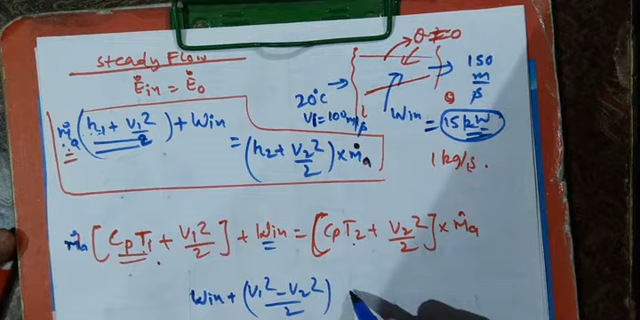 steady Flow
Ėin = Ėo
ṁa (h1 + V1²/2) + Win = (h2 + V2²/2) × ṁa
Q = 0
150 m/s
20°C
V1 = 100 m/s
Win = 15 kW
1 kg/s.
ṁa [CpT1 + V1²/2] + Win = [CpT2 + V2²/2] × ṁa
Win + (V1² - V2²/2)